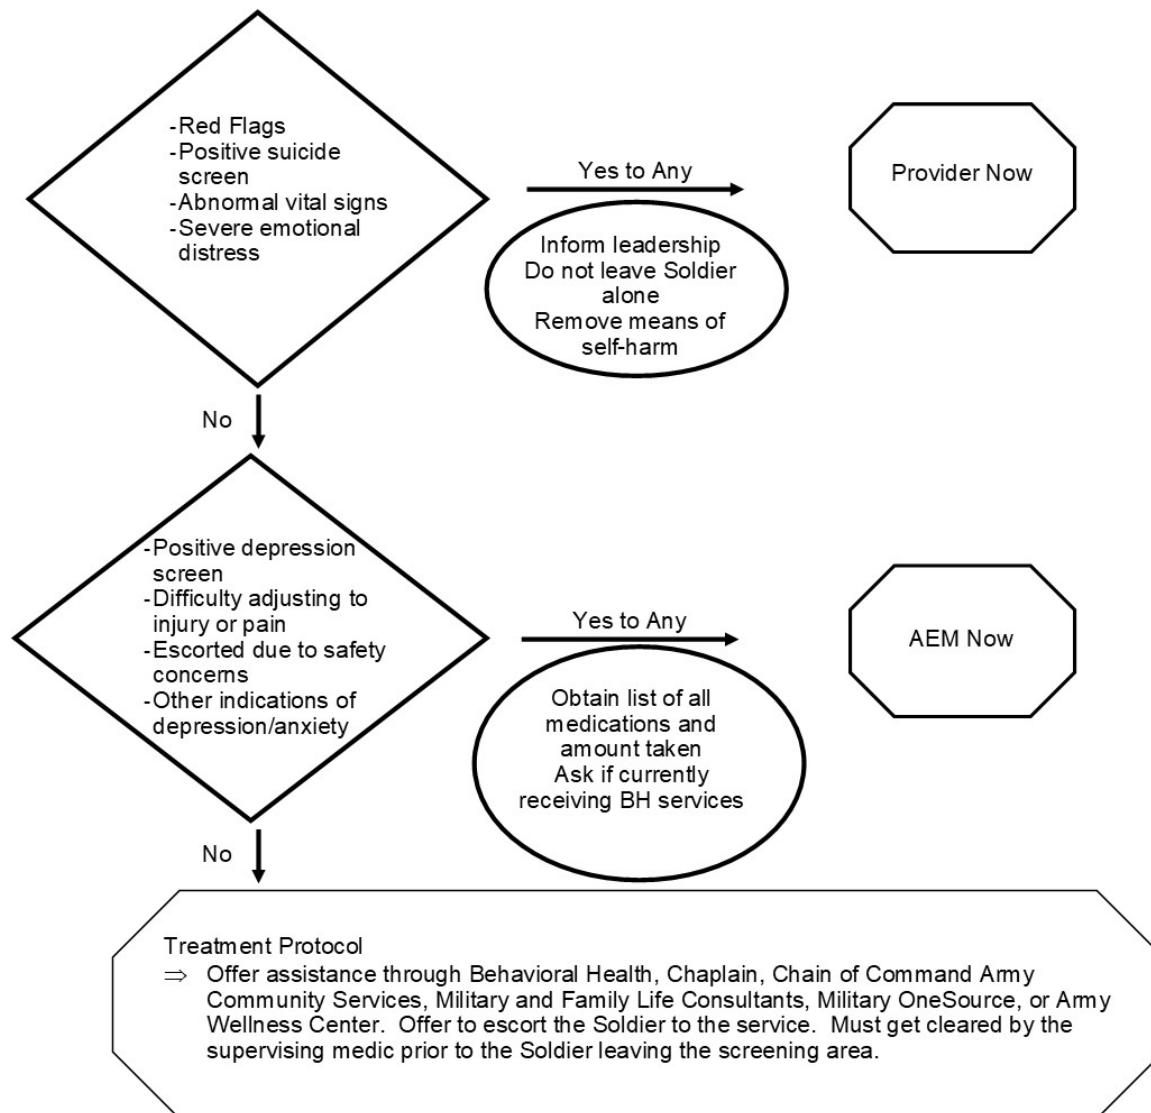 -Red Flags
-Positive suicide
screen
-Abnormal vital signs
-Severe emotional
distress
Yes to Any
Inform leadership
Do not leave Soldier
alone
Remove means of
self-harm
Provider Now
No
-Positive depression
screen
-Difficulty adjusting to
injury or pain
-Escorted due to safety
concerns
-Other indications of
depression/anxiety
Yes to Any
Obtain list of all
medications and
amount taken
Ask if currently
receiving BH services
AEM Now
No
Treatment Protocol
⇒ Offer assistance through Behavioral Health, Chaplain, Chain of Command Army
Community Services, Military and Family Life Consultants, Military OneSource, or Army
Wellness Center.  Offer to escort the Soldier to the service.  Must get cleared by the
supervising medic prior to the Soldier leaving the screening area.